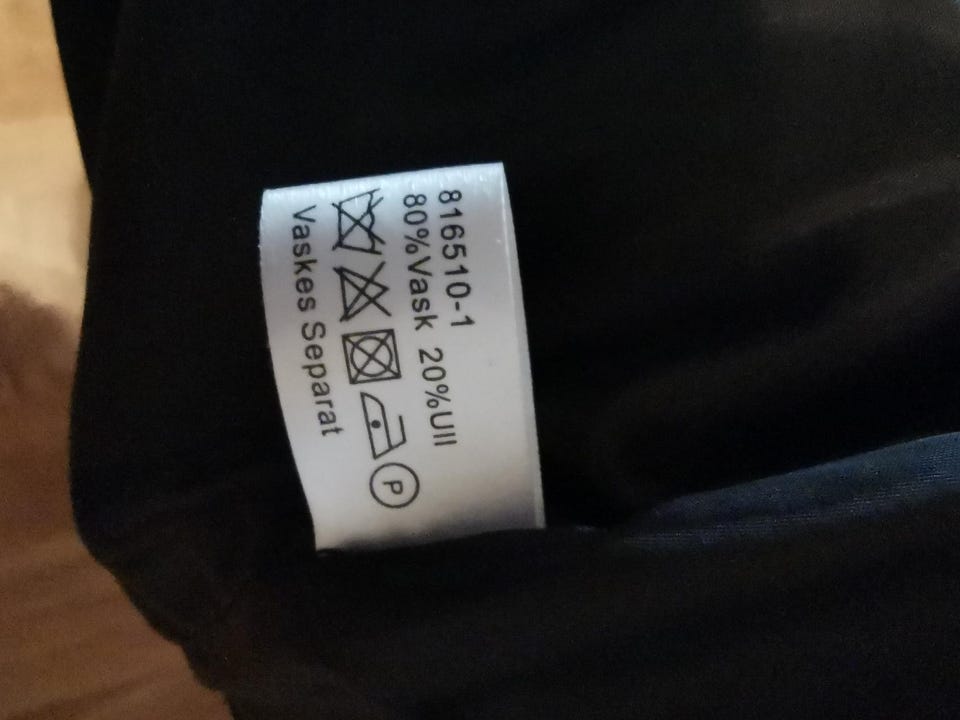 816510-1
80%Vask 20%Ull
P
Vaskes Separat